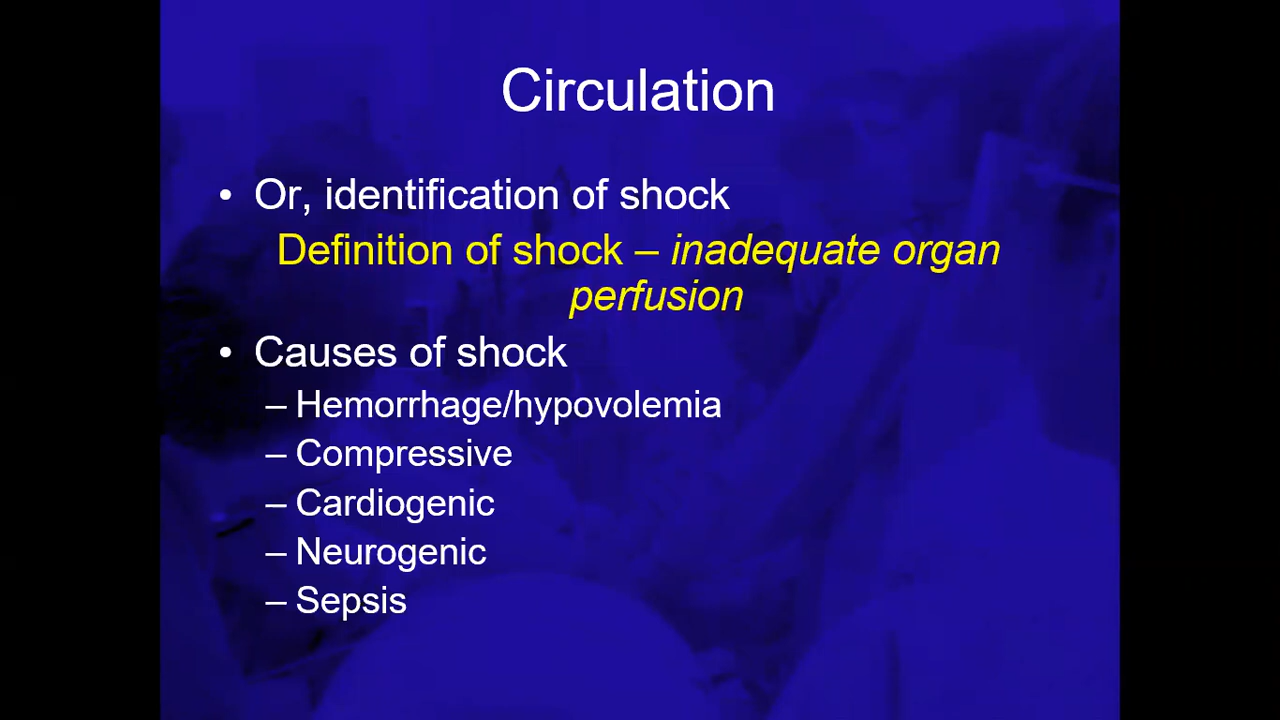 Circulation
• Or, identification of shock
Definition of shock – inadequate organ
perfusion
• Causes of shock
– Hemorrhage/hypovolemia
– Compressive
– Cardiogenic
– Neurogenic
– Sepsis